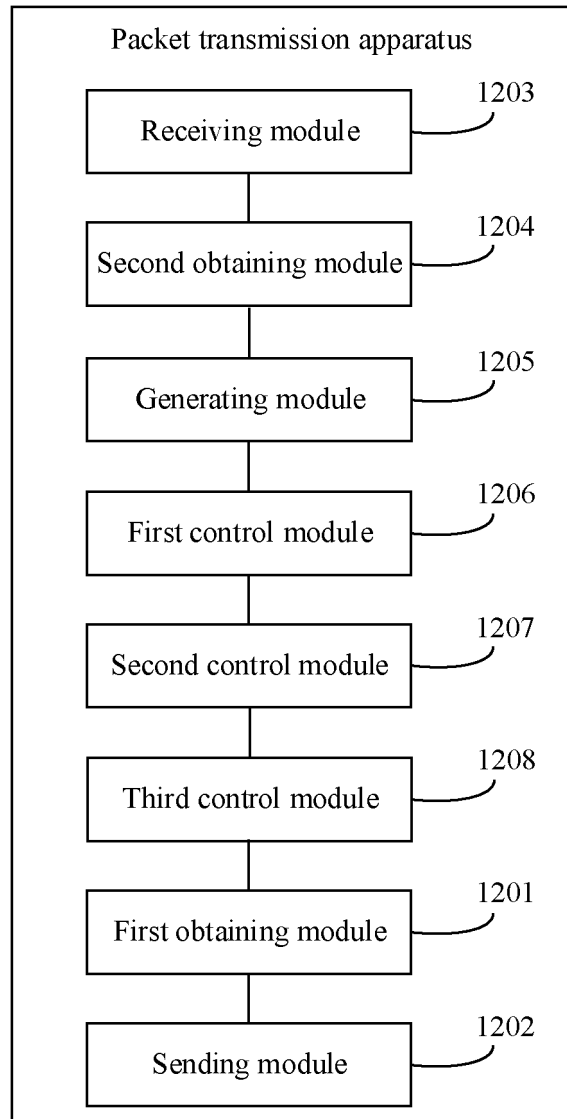 Packet transmission apparatus
1203
Receiving module
1204
Second obtaining module
1205
Generating module
1206
First control module
1207
Second control module
1208
Third control module
1201
First obtaining module
1202
Sending module